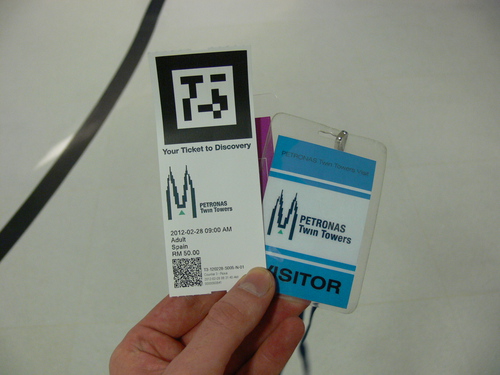 Your Ticket to Discovery
PETRONAS
Twin Towers
2012-02-28 09:00 AM
Adult
Spain
RM 50.00
PETRONAS Twin Towers Visit
PETRONAS
Twin Towers
VISITOR